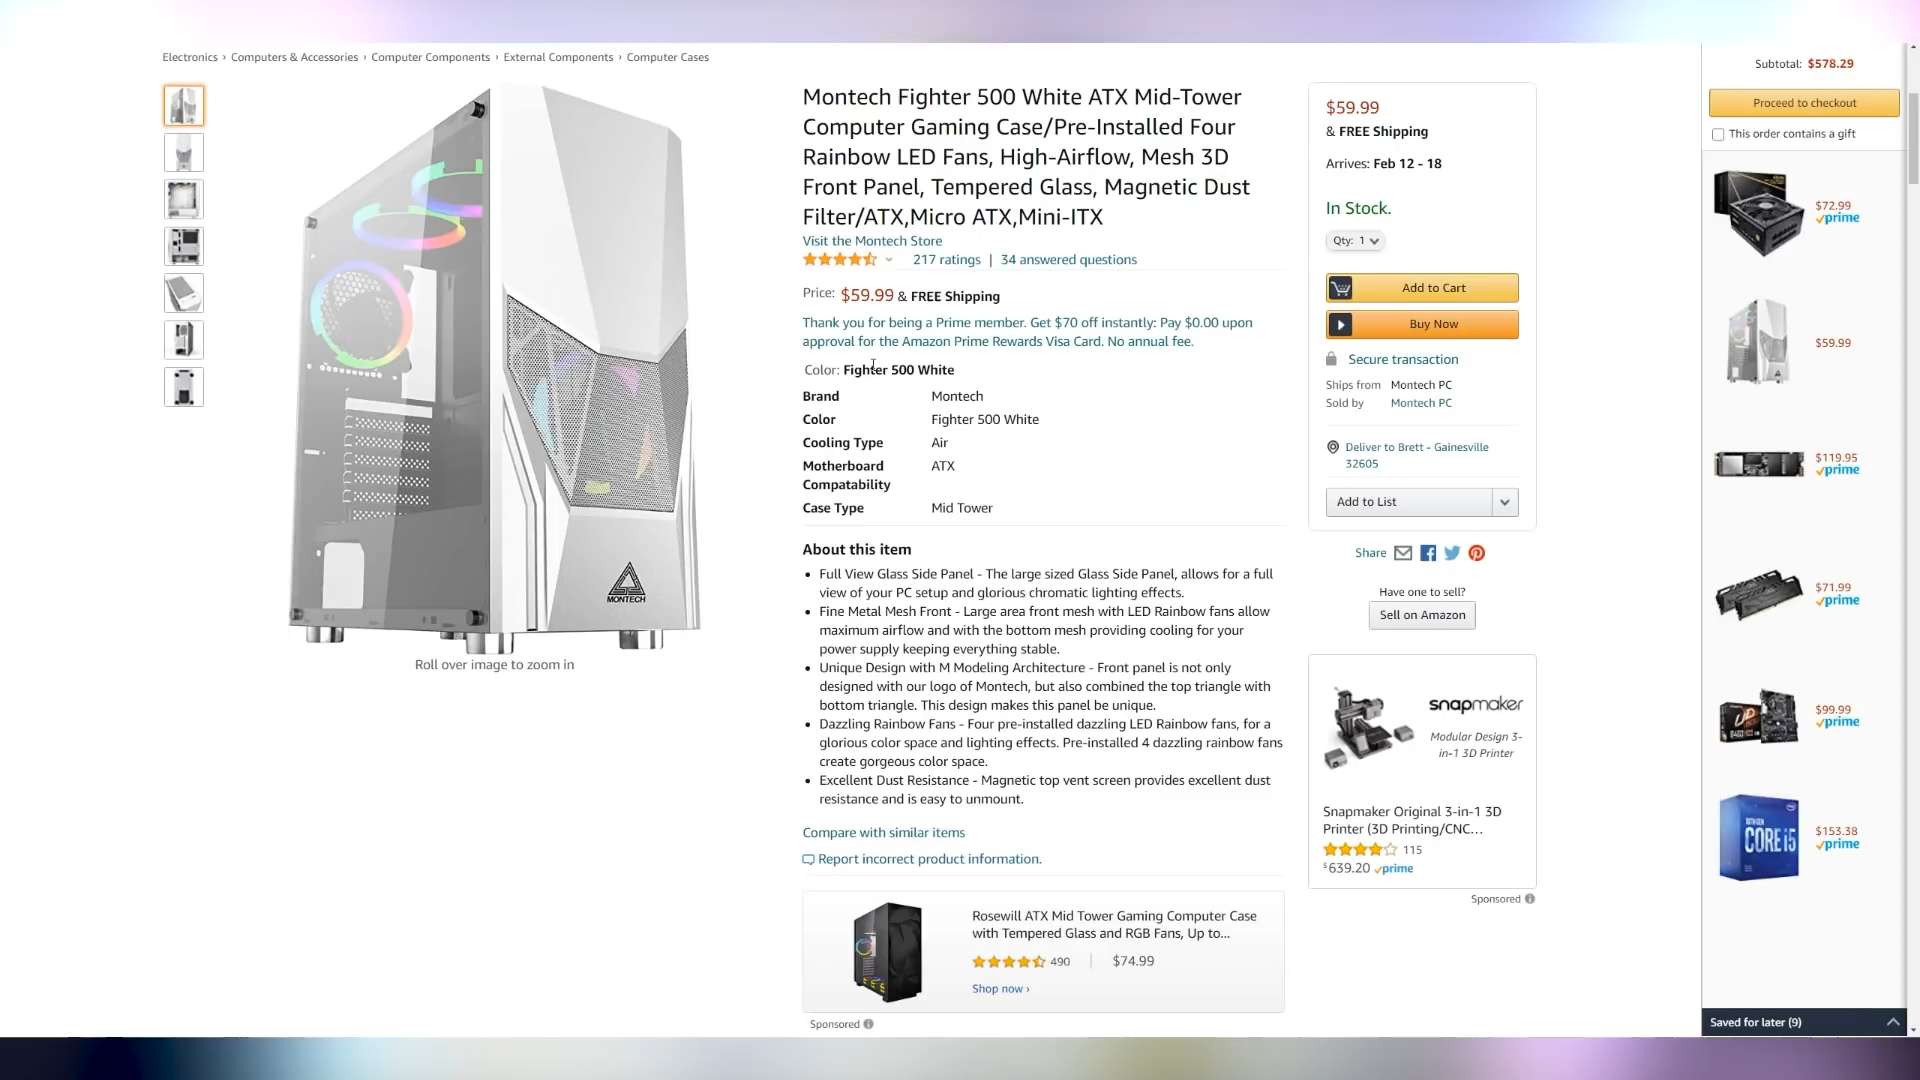 Electronics › Computers & Accessories › Computer Components › External Components › Computer Cases
Montech Fighter 500 White ATX Mid-Tower
Computer Gaming Case/Pre-Installed Four
Rainbow LED Fans, High-Airflow, Mesh 3D
Front Panel, Tempered Glass, Magnetic Dust
Filter/ATX,Micro ATX,Mini-ITX
Visit the Montech Store
217 ratings | 34 answered questions
Price: $59.99 & FREE Shipping
Thank you for being a Prime member. Get $70 off instantly: Pay $0.00 upon
approval for the Amazon Prime Rewards Visa Card. No annual fee.
Color: Fighter 500 White
Brand Montech
Color Fighter 500 White
Cooling Type Air
Motherboard ATX
Compatability
Case Type Mid Tower
About this item
• Full View Glass Side Panel - The large sized Glass Side Panel, allows for a full
view of your PC setup and glorious chromatic lighting effects.
• Fine Metal Mesh Front - Large area front mesh with LED Rainbow fans allow
maximum airflow and with the bottom mesh providing cooling for your
power supply keeping everything stable.
• Unique Design with M Modeling Architecture - Front panel is not only
designed with our logo of Montech, but also combined the top triangle with
bottom triangle. This design makes this panel be unique.
• Dazzling Rainbow Fans - Four pre-installed dazzling LED Rainbow fans, for a
glorious color space and lighting effects. Pre-installed 4 dazzling rainbow fans
create gorgeous color space.
• Excellent Dust Resistance - Magnetic top vent screen provides excellent dust
resistance and is easy to unmount.
Compare with similar items
Report incorrect product information.
Rosewill ATX Mid Tower Gaming Computer Case
with Tempered Glass and RGB Fans, Up to...
490 | $74.99
Shop now ›
Sponsored
MONTECH
Roll over image to zoom in
$59.99
& FREE Shipping
Arrives: Feb 12 - 18
In Stock.
Qty: 1
Add to Cart
Buy Now
Secure transaction
Ships from Montech PC
Sold by Montech PC
Deliver to Brett - Gainesville
32605
Add to List
Share
Have one to sell?
Sell on Amazon
snapmaker
Modular Design 3-
in-1 3D Printer
Snapmaker Original 3-in-1 3D
Printer (3D Printing/CNC...
115
$639.20 prime
Sponsored
Subtotal: $578.29
Proceed to checkout
This order contains a gift
$72.99
prime
$59.99
$119.95
prime
$71.99
prime
UD
$99.99
prime
intel
10TH GEN
CORE i5
$153.38
prime
Saved for later (9)